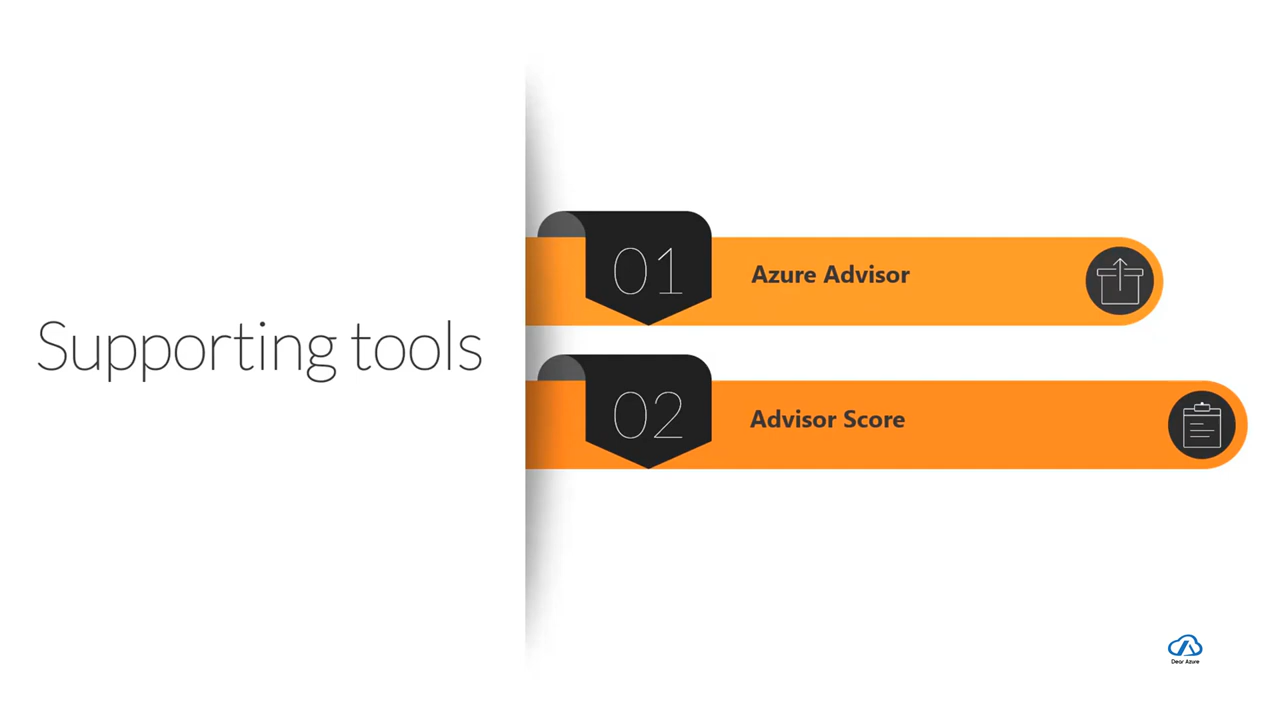 Supporting tools
01
Azure Advisor
02
Advisor Score
Dear Azure